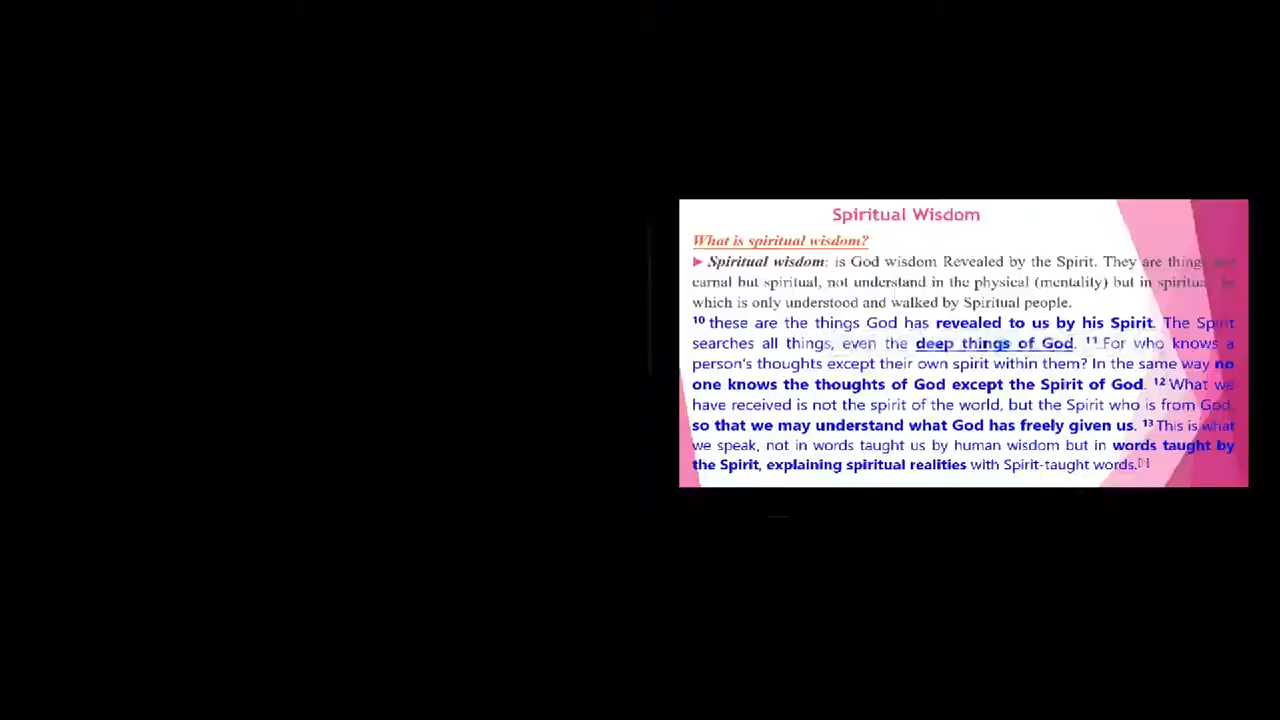 Spiritual Wisdom
What is spiritual wisdom?
► Spiritual wisdom: is God wisdom Revealed by the Spirit. They are things not
carnal but spiritual, not understand in the physical (mentality) but in spiritual. In
which is only understood and walked by Spiritual people.
10 these are the things God has revealed to us by his Spirit. The Spirit
searches all things, even the deep things of God. 11 For who knows a
person's thoughts except their own spirit within them? In the same way no
one knows the thoughts of God except the Spirit of God. 12 What we
have received is not the spirit of the world, but the Spirit who is from God,
so that we may understand what God has freely given us. 13 This is what
we speak, not in words taught us by human wisdom but in words taught by
the Spirit, explaining spiritual realities with Spirit-taught words.